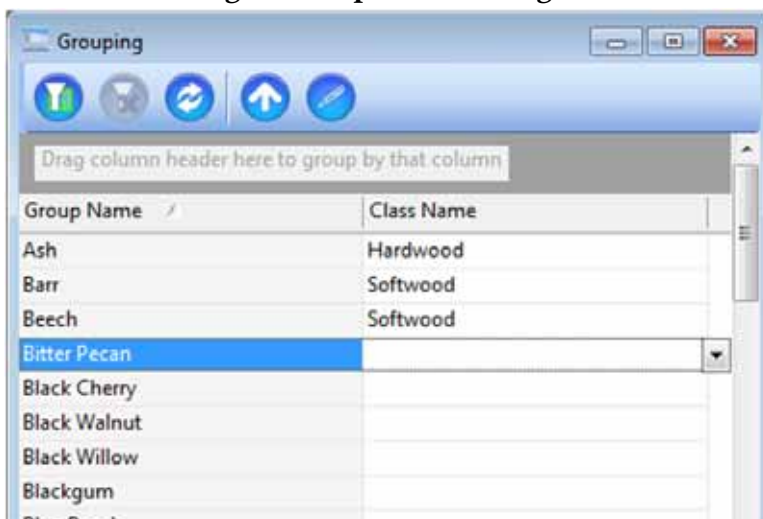 Grouping
Drag column header here to group by that column
Group Name Class Name
Ash Hardwood
Barr Softwood
Beech Softwood
Bitter Pecan
Black Cherry
Black Walnut
Black Willow
Blackgum